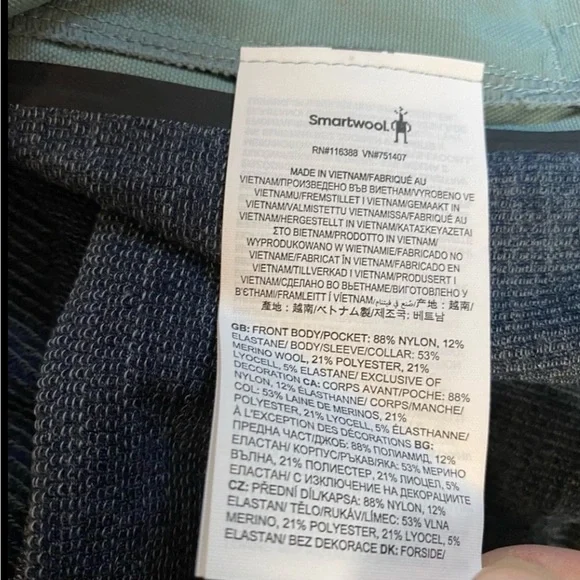 Smartwool.
RN#116388 VN#751407
MADE IN VIETNAM/FABRIQUÉ AU
VIETNAM/ПРОИЗВЕДЕНО ВЪВ ВИЕТНАМ/VYROBENO VE
VIETNAMU/FREMSTILLET I VIETNAM/GEMAAKT IN
VIETNAM/VALMISTETTU VIETNAMISSA/FABRIQUÉ AU
VIETNAM/HERGESTELLT IN VIETNAM/ΚΑΤΑΣΚΕΥΑΖΕΤΑΙ
ΣΤΟ ΒΙΕΤΝΑΜ/PRODOTTO IN VIETNAM/
WYPRODUKOWANO W WIETNAMIE/FABRICADO NO
VIETNAME/FABRICAT ÎN VIETNAM/FABRICADO EN
VIETNAM/TILLVERKAD I VIETNAM/PRODUSERT I
VIETNAM/СДЕЛАНО ВО ВЬЕТНАМЕ/ВИГОТОВЛЕНО У
В'ЄТНАМІ/FRAMLEITT Í VÍETNAM/صنع في فيتنام/产地：越南/
產地：越南/ベトナム製/제조국: 베트남
GB: FRONT BODY/POCKET: 88% NYLON, 12%
ELASTANE/ BODY/SLEEVE/COLLAR: 53%
MERINO WOOL, 21% POLYESTER, 21%
LYOCELL, 5% ELASTANE/ EXCLUSIVE OF
DECORATION CA: CORPS AVANT/POCHE: 88%
NYLON, 12% ÉLASTHANNE/ CORPS/MANCHE/
COL: 53% LAINE DE MERINOS, 21%
POLYESTER, 21% LYOCELL, 5% ÉLASTHANNE/
À L'EXCEPTION DES DÉCORATIONS BG:
ПРЕДНА ЧАСТ/ДЖОБ: 88% ПОЛИАМИД, 12%
ЕЛАСТАН/ КОРПУС/РЪКАВ/ЯКА: 53% МЕРИНО
ВЪЛНА, 21% ПОЛИЕСТЕР, 21% ЛИОЦЕЛ, 5%
ЕЛАСТАН/ С ИЗКЛЮЧЕНИЕ НА ДЕКОРАЦИИТЕ
CZ: PŘEDNÍ DÍL/KAPSA: 88% NYLON, 12%
ELASTAN/ TĚLO/RUKÁV/LÍMEC: 53% VLNA
MERINO, 21% POLYESTER, 21% LYOCEL, 5%
ELASTAN/ BEZ DEKORACE DK: FORSIDE/